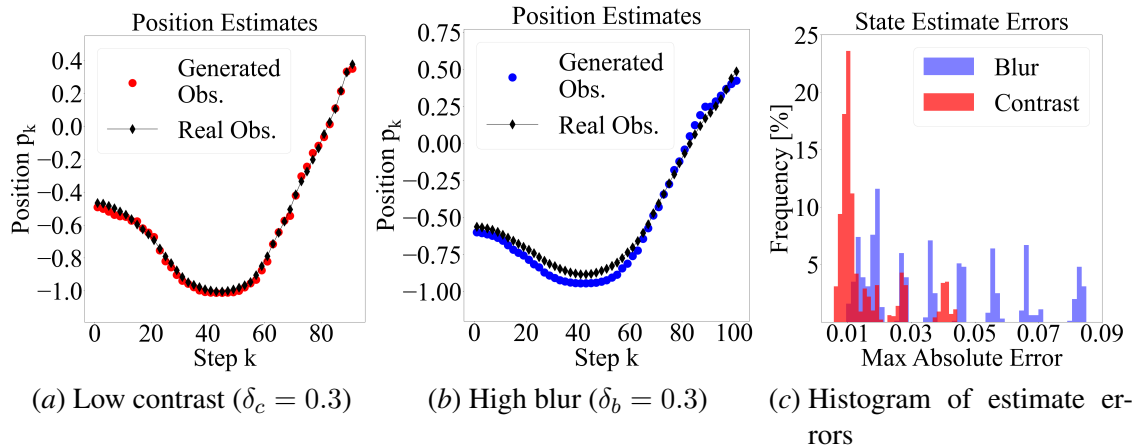 Position Estimates
Position Estimates
State Estimate Errors
0.4
0.2
0.0
−0.2
−0.4
−0.6
−0.8
−1.0
Position pk
Generated
Obs.
Real Obs.
0 20 40 60 80
Step k
0.75
0.50
0.25
0.00
−0.25
−0.50
−0.75
−1.00
Position pk
Generated
Obs.
Real Obs.
0 20 40 60 80 100
Step k
25
20
15
10
5
Frequency [%]
Blur
Contrast
0.01 0.03 0.05 0.07 0.09
Max Absolute Error
(a) Low contrast (δc = 0.3)
(b) High blur (δb = 0.3)
(c) Histogram of estimate er-
rors